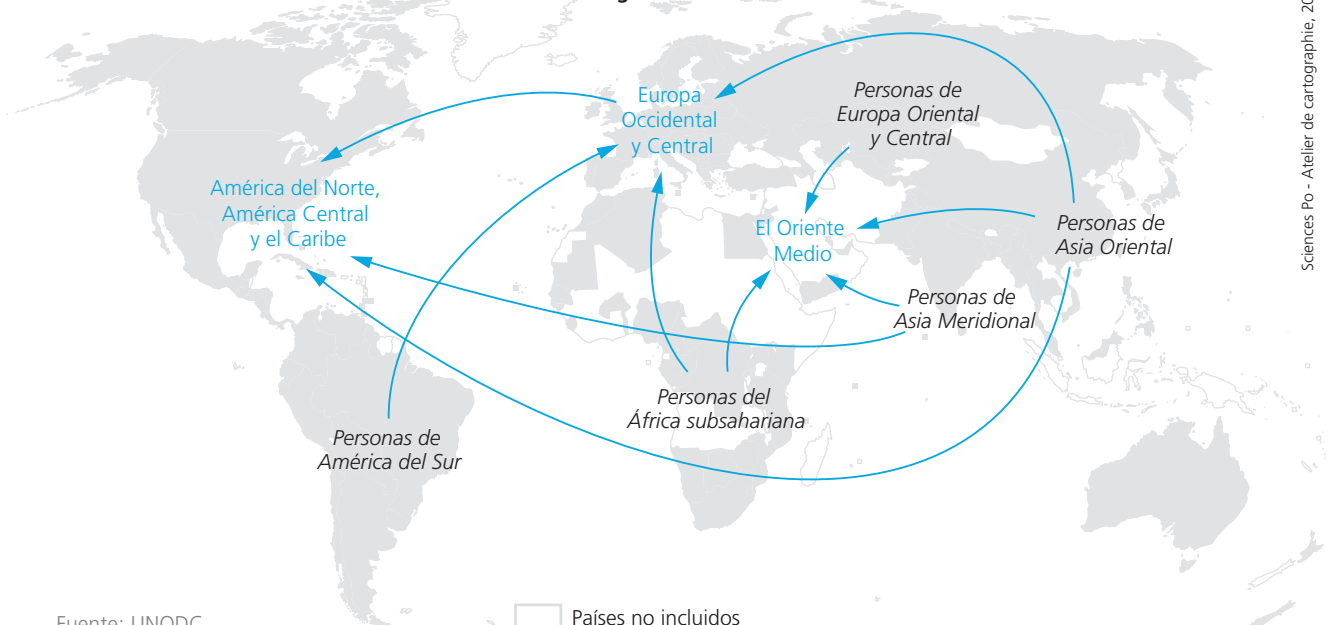 Europa
Occidental
y Central
Personas de
Europa Oriental
y Central
América del Norte,
América Central
y el Caribe
El Oriente
Medio
Personas de
Asia Oriental
Personas de
Asia Meridional
Personas del
África subsahariana
Personas de
América del Sur
Fuente: UNODC
Países no incluidos
Sciences Po - Atelier de cartographie,